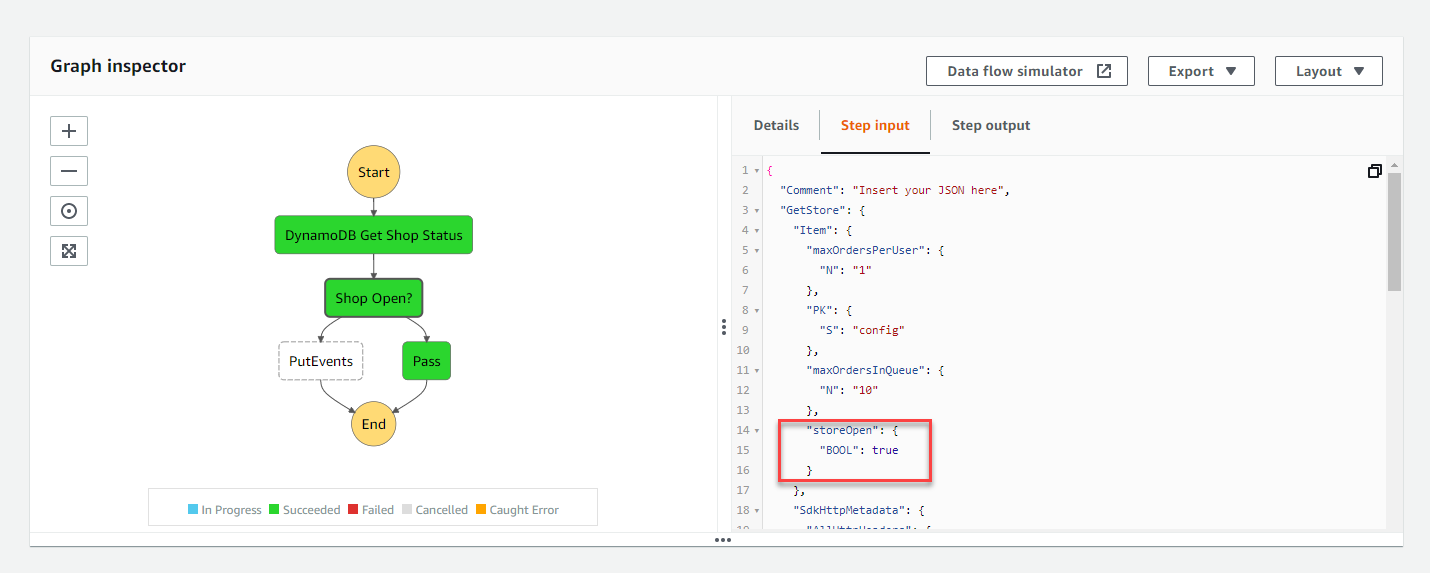 Graph inspector
Data flow simulator
Export
Layout
Start
DynamoDB Get Shop Status
Shop Open?
PutEvents
Pass
End
In Progress Succeeded Failed Cancelled Caught Error
Details Step input Step output
1 {
2 "Comment": "Insert your JSON here",
3 "GetStore": {
4 "Item": {
5 "maxOrdersPerUser": {
6 "N": "1"
7 },
8 "PK": {
9 "S": "config"
10 },
11 "maxOrdersInQueue": {
12 "N": "10"
13 },
14 "storeOpen": {
15 "BOOL": true
16 }
17 },
18 "SdkHttpMetadata": {
19 "AllHttpHeaders": {